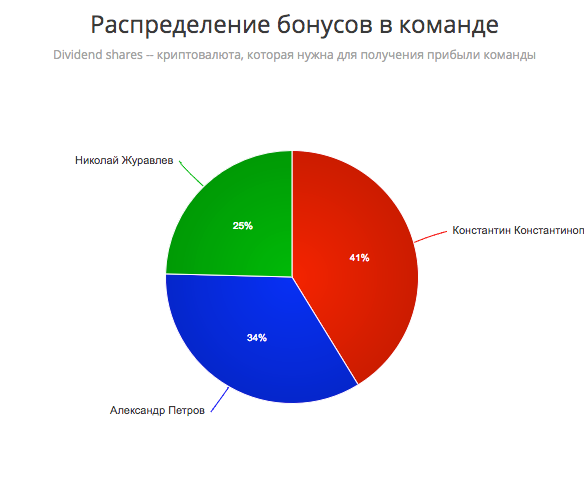 Распределение бонусов в команде
Dividend shares -- криптовалюта, которая нужна для получения прибыли команды
Николай Журавлев
25%
Константин Константиноп
41%
34%
Александр Петров